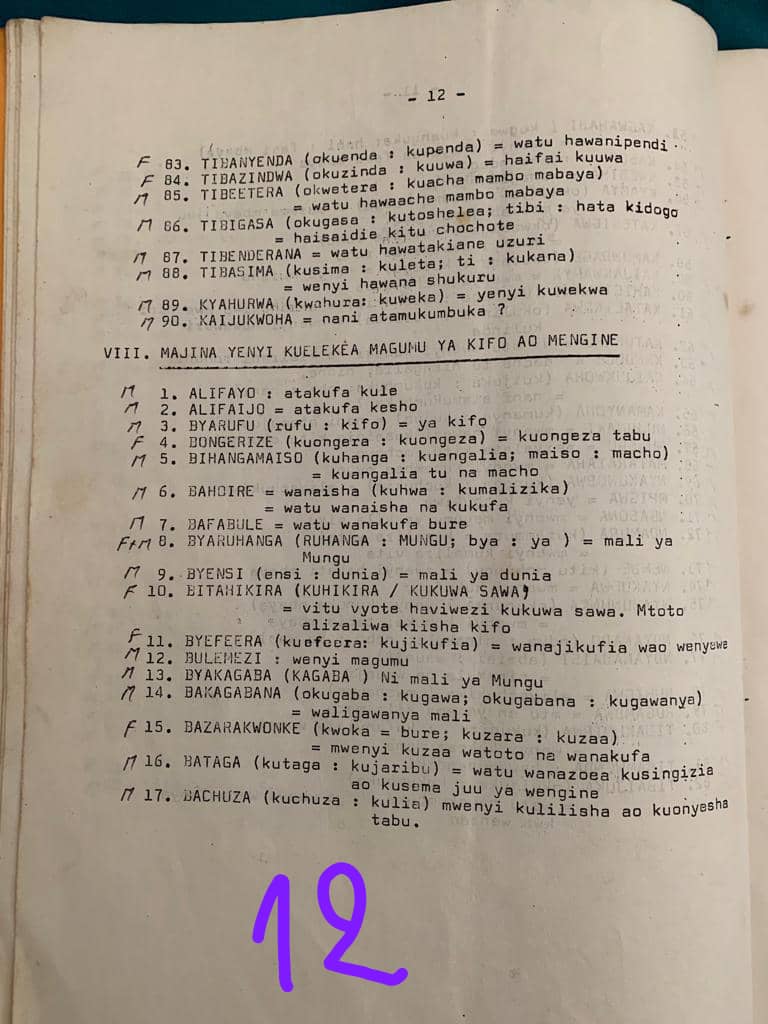 - 12 -
F 83. TIBANYENDA (okuenda : kupenda) = watu hawanipendi.
F 84. TIBAZINDWA (okuzinda : kuuwa) = haifai kuuwa
M 85. TIBEETERA (okwetera : kuacha mambo mabaya)
= watu hawaache mambo mabaya
M 86. TIBIGASA (okugasa : kutoshelea; tibi : hata kidogo
= haisaidie kitu chochote
M 87. TIBENDERANA = watu hawatakiane uzuri
M 88. TIBASIMA (kusima : kuleta; ti : kukana)
= wenyi hawana shukuru
M 89. KYAHURWA (kwahura: kuweka) = yenyi kuwekwa
M 90. KAIJUKWOHA = nani atamukumbuka ?
VIII. MAJINA YENYI KUELEKEA MAGUMU YA KIFO AO MENGINE
M 1. ALIFAYO : atakufa kule
M 2. ALIFAIJO = atakufa kesho
M 3. BYARUFU (rufu : kifo) = ya kifo
F 4. BONGERIZE (kuongera : kuongeza) = kuongeza tabu
M 5. BIHANGAMAISO (kuhanga : kuangalia; maiso : macho)
= kuangalia tu na macho
M 6. BAHOIRE = wanaisha (kuhwa : kumalizika)
= watu wanaisha na kukufa
M 7. BAFABULE = watu wanakufa bure
F+M 8. BYARUHANGA (RUHANGA : MUNGU; bya : ya ) = mali ya
Mungu
M 9. BYENSI (ensi : dunia) = mali ya dunia
F 10. BITAHIKIRA (KUHIKIRA / KUKUWA SAWA)
= vitu vyote haviwezi kukuwa sawa. Mtoto
alizaliwa kiisha kifo
F 11. BYEFEERA (kuefeera: kujikufia) = wanajikufia wao wenyewe
M 12. BULEMEZI : wenyi magumu
M 13. BYAKAGABA (KAGABA ) Ni mali ya Mungu
M 14. BAKAGABANA (okugaba : kugawa; okugabana : kugawanya)
= waligawanya mali
F 15. BAZARAKWONKE (kwoka = bure; kuzara : kuzaa)
= mwenyi kuzaa watoto na wanakufa
M 16. BATAGA (kutaga : kujaribu) = watu wanazoea kusingizia
ao kusema juu ya wengine
M 17. BACHUZA (kuchuza : kulia) mwenyi kulilisha ao kuonyesha
tabu.
12